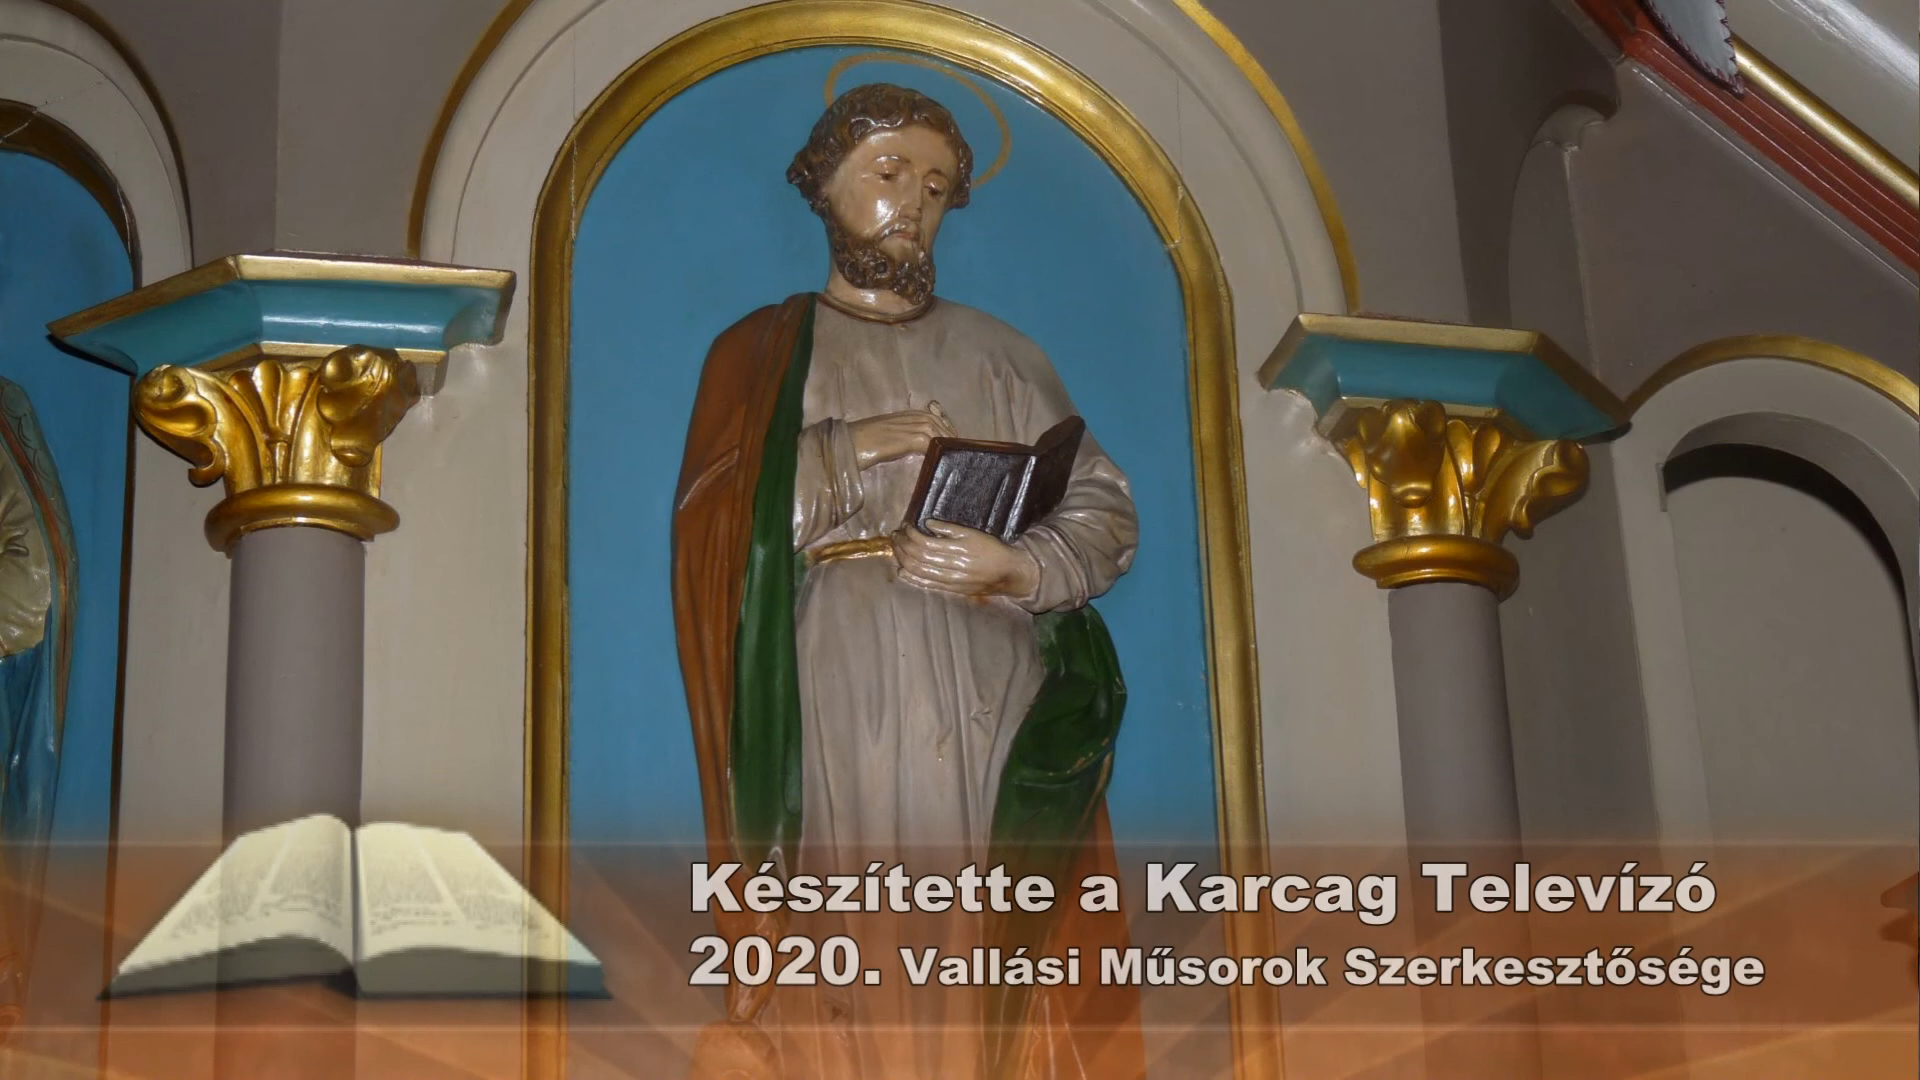 Készítette a Karcag Televízó
2020. Vallási Műsorok Szerkesztősége